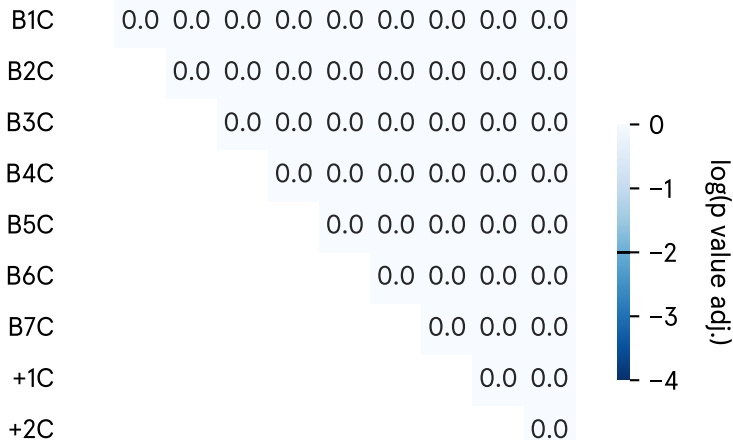 B1C 0.0 0.0 0.0 0.0 0.0 0.0 0.0 0.0 0.0
B2C 0.0 0.0 0.0 0.0 0.0 0.0 0.0 0.0
B3C 0.0 0.0 0.0 0.0 0.0 0.0 0.0
B4C 0.0 0.0 0.0 0.0 0.0 0.0
B5C 0.0 0.0 0.0 0.0 0.0
B6C 0.0 0.0 0.0 0.0
B7C 0.0 0.0 0.0
+1C 0.0 0.0
+2C 0.0
0
−1
−2
−3
−4
log(p value adj.)